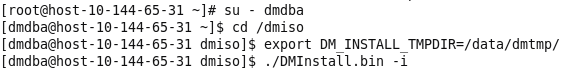 [root@host-10-144-65-31 ~]# su - dmdba
[dmdba@host-10-144-65-31 ~]$ cd /dmiso
[dmdba@host-10-144-65-31 dmiso]$ export DM_INSTALL_TMPDIR=/data/dmtmp/
[dmdba@host-10-144-65-31 dmiso]$ ./DMInstall.bin -i